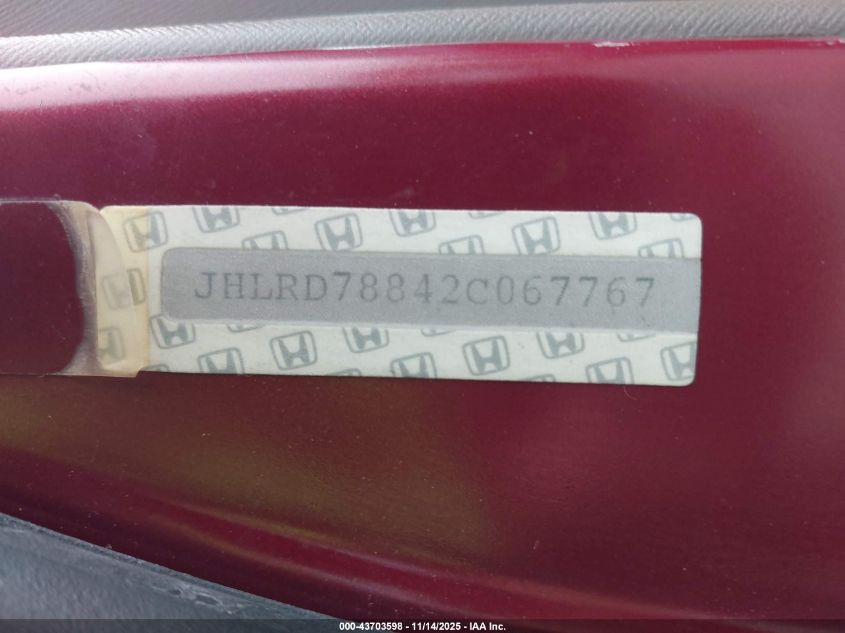 JHLRD78842C067767
000-43703598 - 11/14/2025 - IAA Inc.